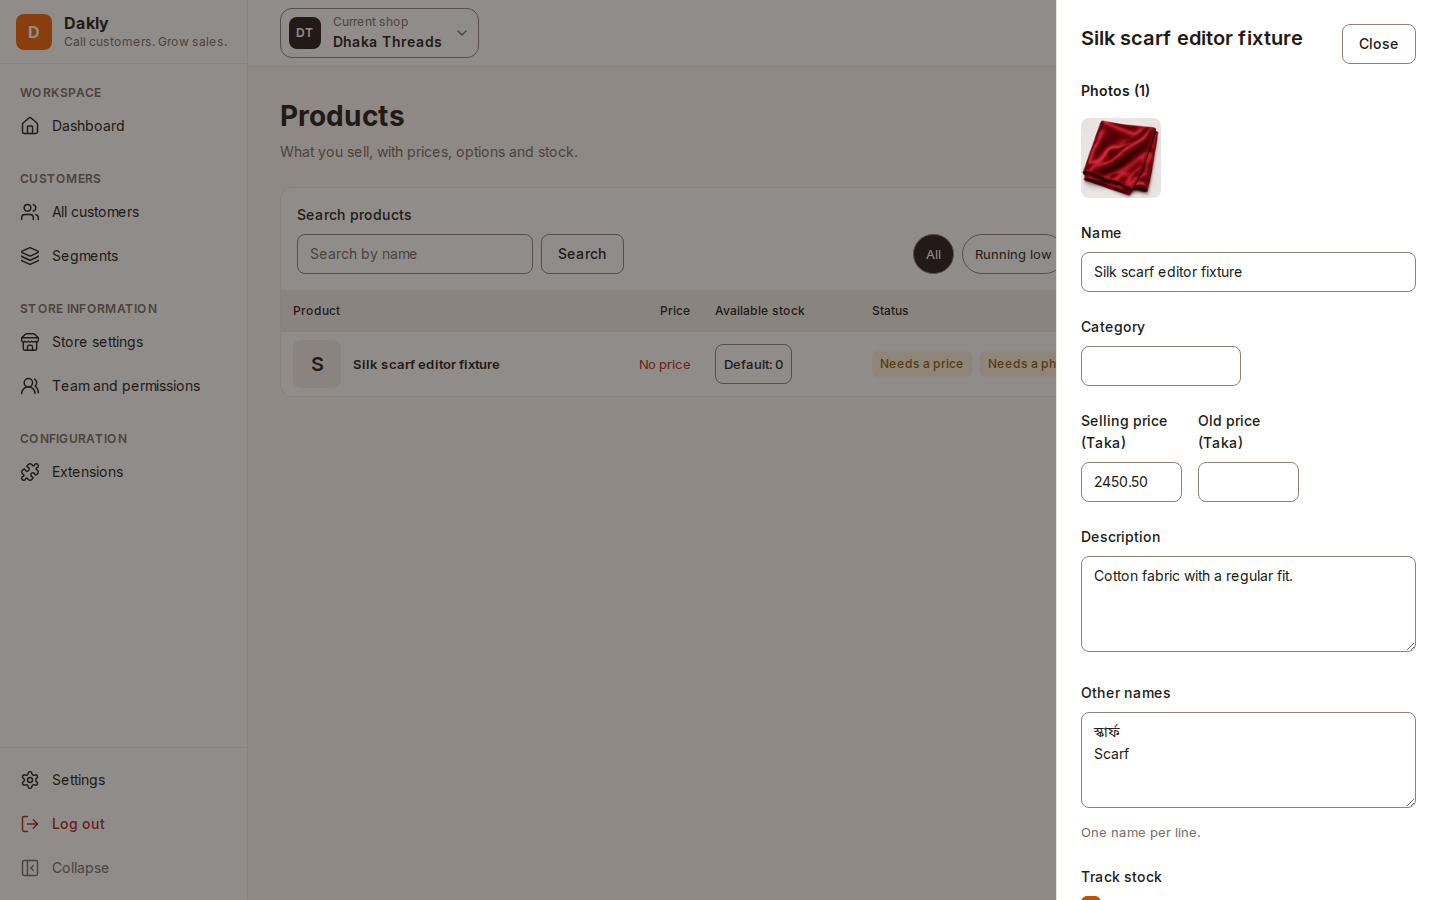 D
Dakly
Call customers. Grow sales.
WORKSPACE
Dashboard
CUSTOMERS
All customers
Segments
STORE INFORMATION
Store settings
Team and permissions
CONFIGURATION
Extensions
Settings
Log out
Collapse
DT
Current shop
Dhaka Threads
Products
What you sell, with prices, options and stock.
Search products
Search by name
Search
All
Running low
Product Price Available stock Status
S
Silk scarf editor fixture
No price
Default: 0
Needs a price
Needs a ph
Silk scarf editor fixture
Close
Photos (1)
Name
Silk scarf editor fixture
Category
Selling price
(Taka)
Old price
(Taka)
2450.50
Description
Cotton fabric with a regular fit.
Other names
স্কার্ফ
Scarf
One name per line.
Track stock